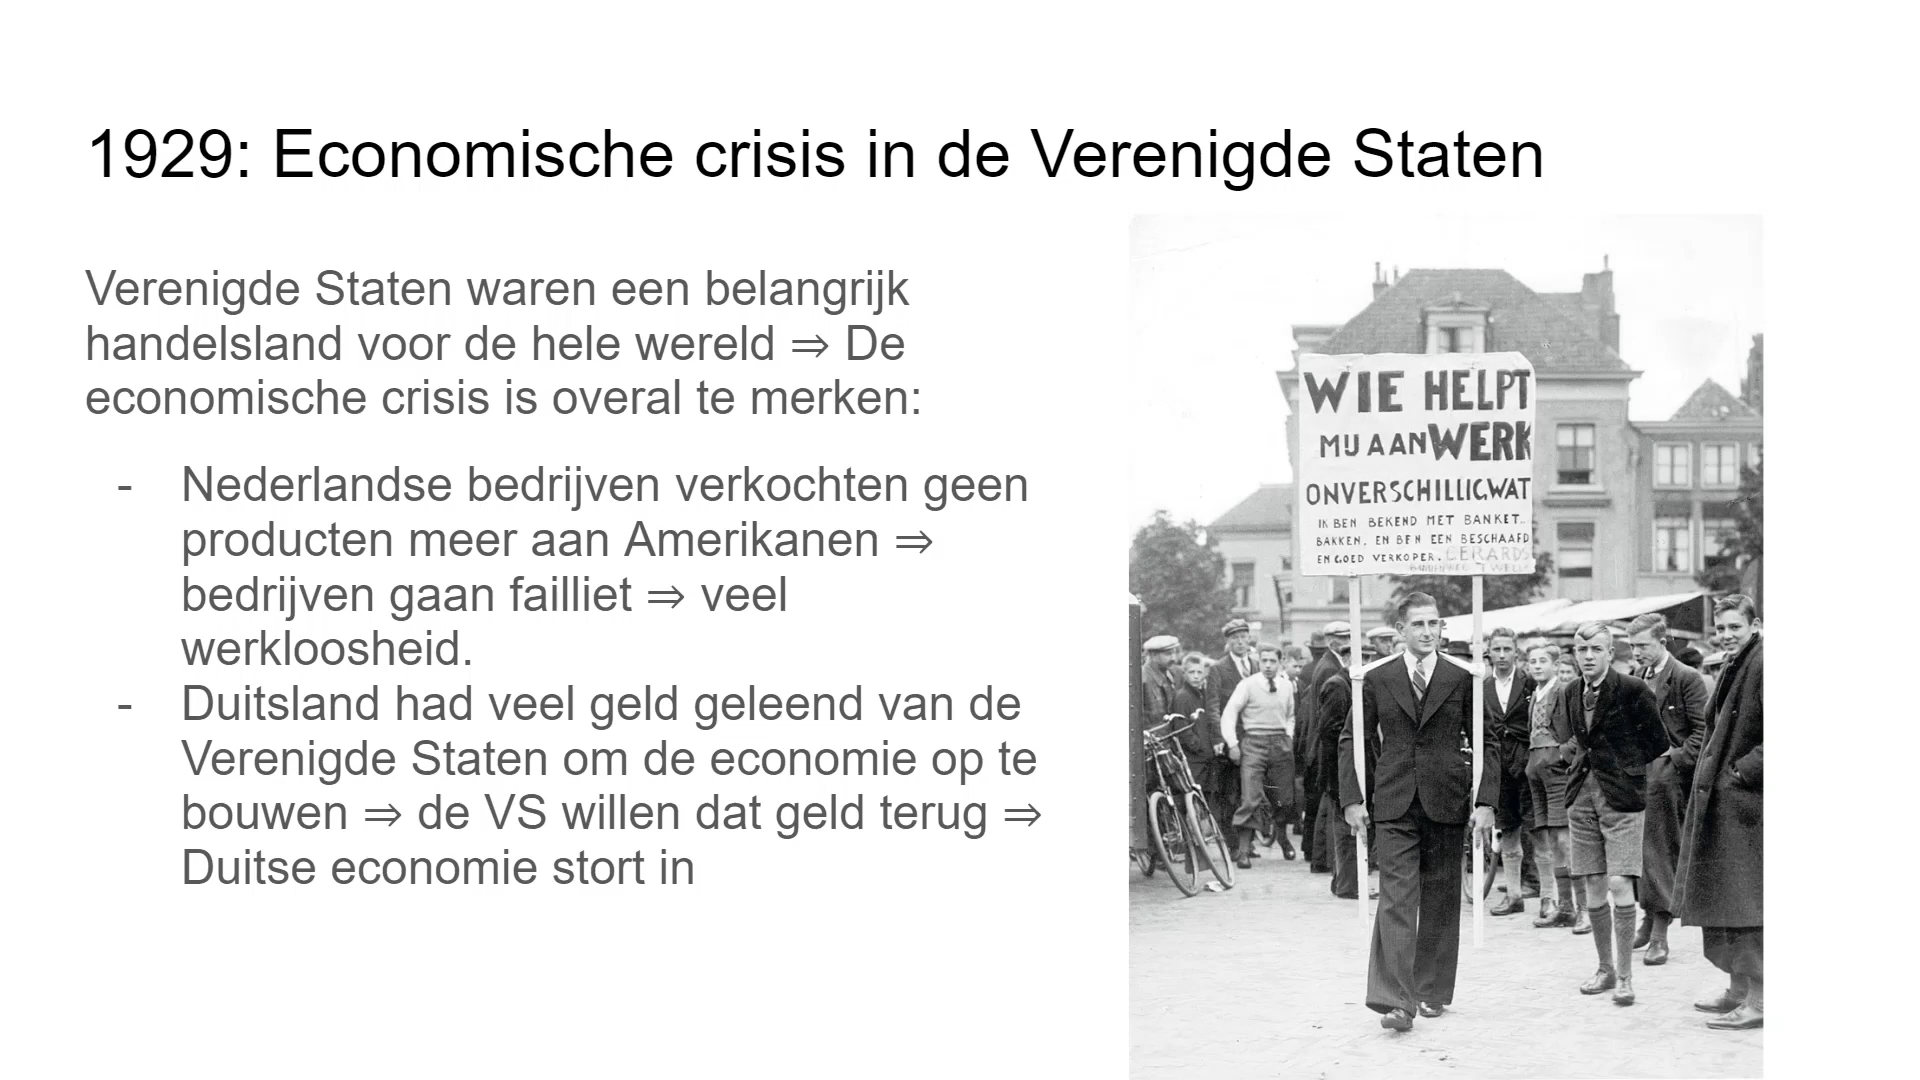 1929: Economische crisis in de Verenigde Staten
Verenigde Staten waren een belangrijk
handelsland voor de hele wereld ⇒ De
economische crisis is overal te merken:
- Nederlandse bedrijven verkochten geen
producten meer aan Amerikanen ⇒
bedrijven gaan failliet ⇒ veel
werkloosheid.
- Duitsland had veel geld geleend van de
Verenigde Staten om de economie op te
bouwen ⇒ de VS willen dat geld terug ⇒
Duitse economie stort in
WIE HELPT
MIJ AAN WERK
ONVERSCHILLIG WAT
IK BEN BEKEND MET BANKET-
BAKKEN, EN BEN EEN BESCHAAFD
EN GOED VERKOPER. GERARDS